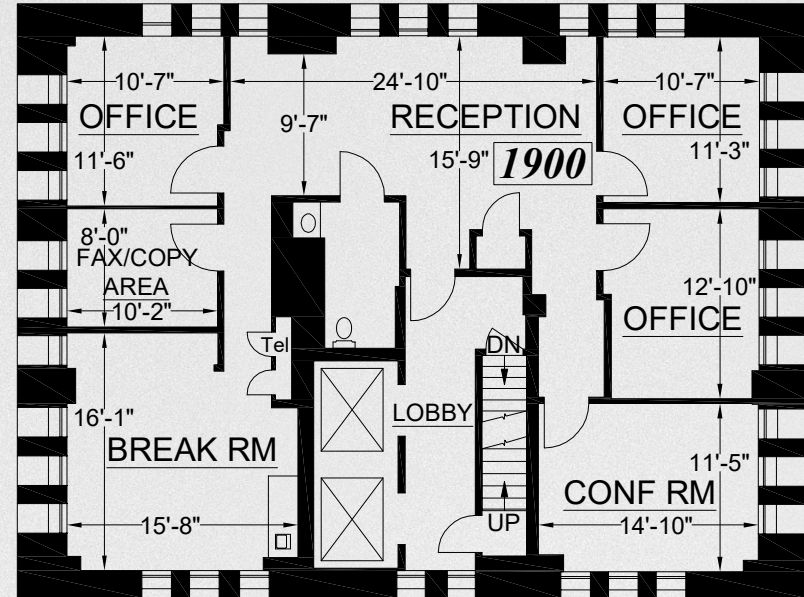 10'-7"
24'-10"
10'-7"
OFFICE
9'-7"
RECEPTION
OFFICE
11'-6"
15'-9"
1900
11'-3"
8'-0"
FAX/COPY
AREA
10'-2"
12'-10"
OFFICE
Tel
DN
16'-1"
LOBBY
BREAK RM
11'-5"
CONF RM
15'-8"
UP
14'-10"